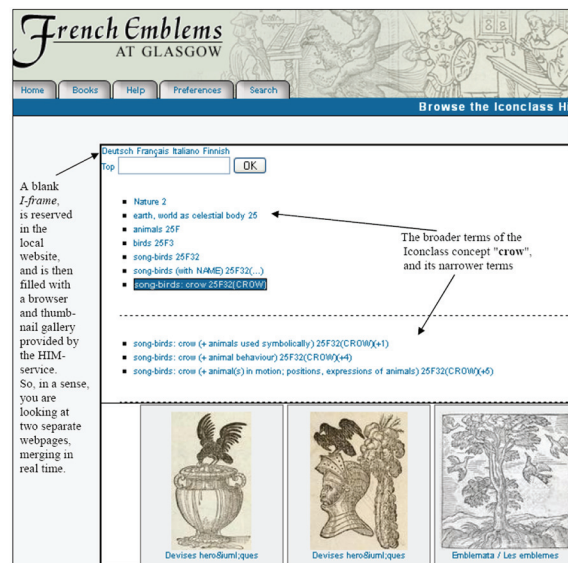 French Emblems
AT GLASGOW
Home Books Help Preferences Search
Browse the Iconclass Hi
Deutsch Français Italiano Finnish
Top OK
A blank
I-frame,
is reserved
in the
local
website,
and is then
filled with
a browser
and thumb-
nail gallery
provided by
the HIM-
service.
So, in a sense,
you are
looking at
two separate
webpages,
merging in
real time.
Nature 2
earth, world as celestial body 25
animals 25F
birds 25F3
song-birds 25F32
song-birds (with NAME) 25F32(...)
song-birds: crow 25F32(CROW)
The broader terms of the
Iconclass concept "crow",
and its narrower terms
song-birds: crow (+ animals used symbolically) 25F32(CROW)(+1)
song-birds: crow (+ animal behaviour) 25F32(CROW)(+4)
song-birds: crow (+ animal(s) in motion; positions, expressions of animals) 25F32(CROW)(+5)
Devises hero&iuml;ques
Devises hero&iuml;ques
Emblemata / Les emblemes